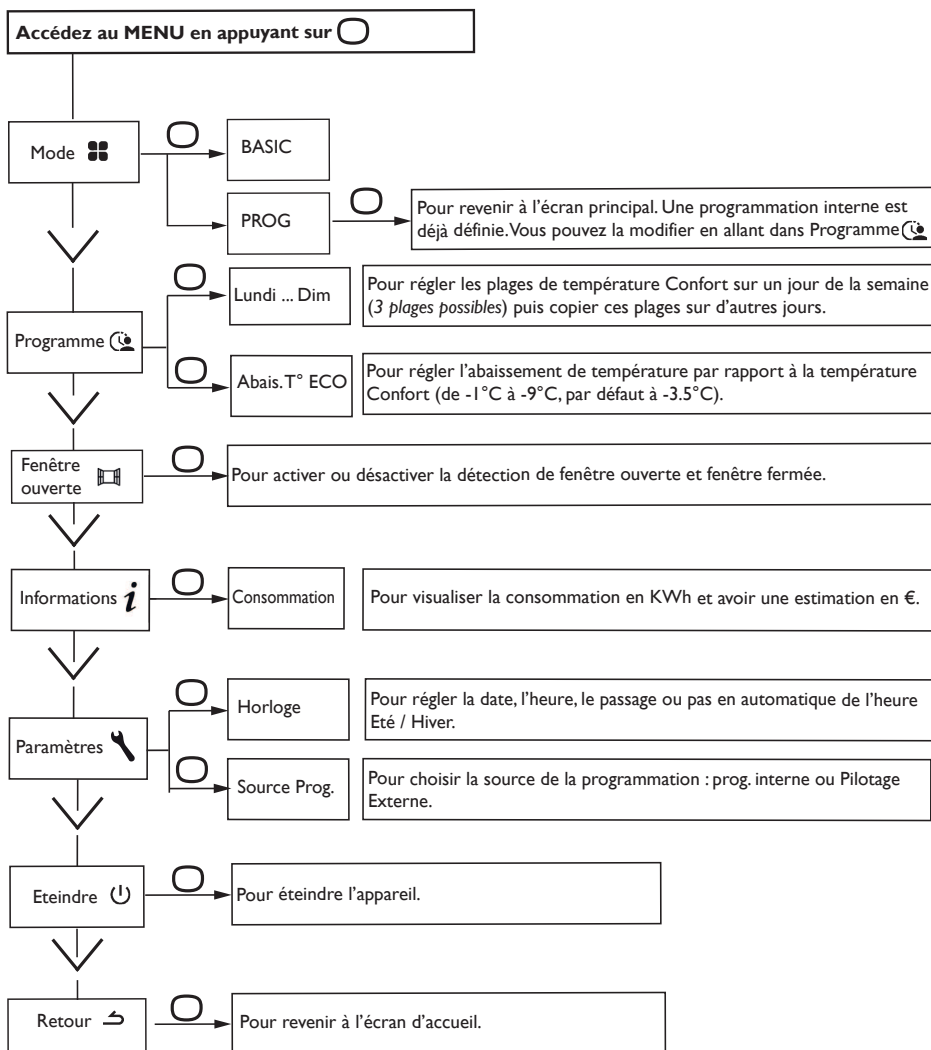 Accédez au MENU en appuyant sur
Mode
BASIC
PROG
Pour revenir à l'écran principal. Une programmation interne est
déjà définie. Vous pouvez la modifier en allant dans Programme
Programme
Lundi ... Dim
Pour régler les plages de température Confort sur un jour de la semaine
(3 plages possibles) puis copier ces plages sur d'autres jours.
Abais. T° ECO
Pour régler l'abaissement de température par rapport à la température
Confort (de -1°C à -9°C, par défaut à -3.5°C).
Fenêtre
ouverte
Pour activer ou désactiver la détection de fenêtre ouverte et fenêtre fermée.
Informations i
Consommation
Pour visualiser la consommation en KWh et avoir une estimation en €.
Paramètres
Horloge
Pour régler la date, l'heure, le passage ou pas en automatique de l'heure
Eté / Hiver.
Source Prog.
Pour choisir la source de la programmation : prog. interne ou Pilotage
Externe.
Eteindre
Pour éteindre l'appareil.
Retour
Pour revenir à l'écran d'accueil.